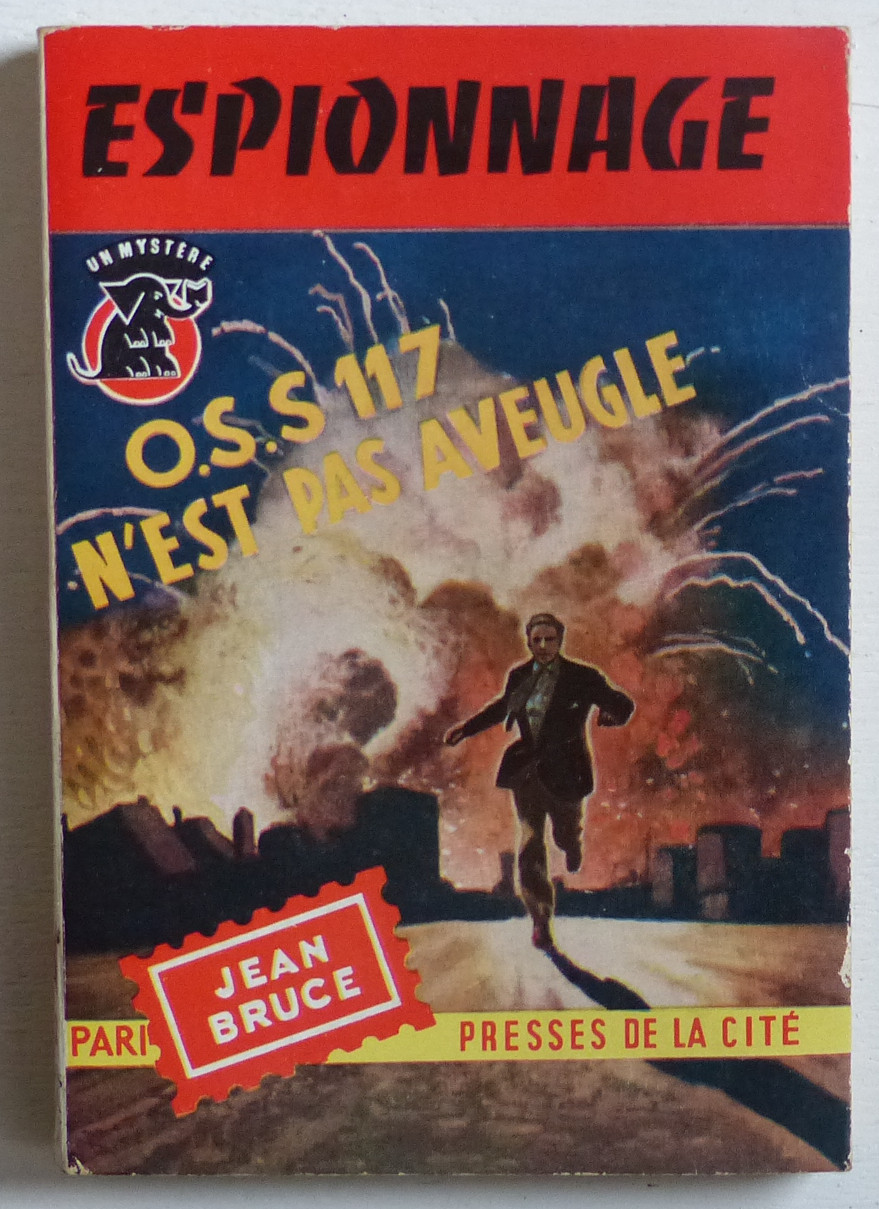 ESPIONNAGE
UN MYSTÈRE
O.S.S 117
N'EST PAS AVEUGLE
JEAN
BRUCE
PARI
PRESSES DE LA CITÉ